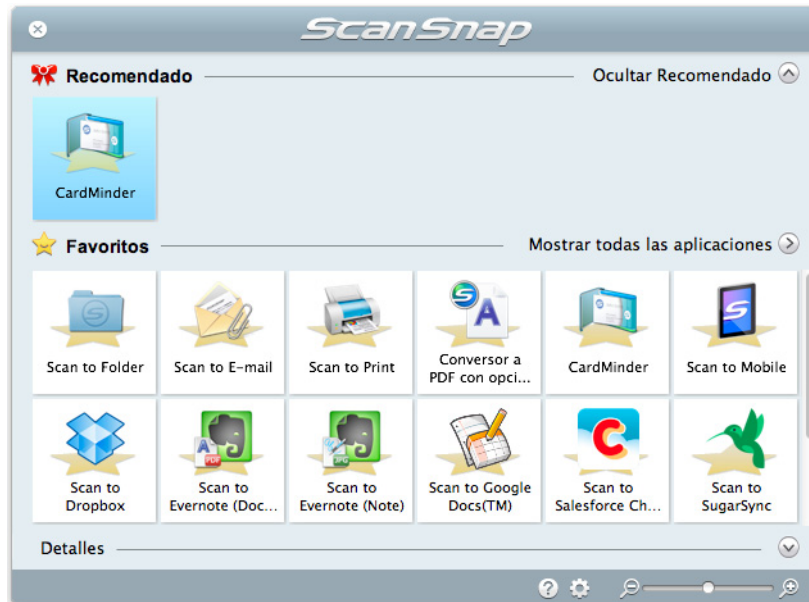 ScanSnap
Recomendado
Ocultar Recomendado
CardMinder
Favoritos
Mostrar todas las aplicaciones
Scan to Folder
Scan to E-mail
Scan to Print
Conversor a
PDF con opci...
CardMinder
Scan to Mobile
Scan to
Dropbox
Scan to
Evernote (Doc...
Scan to
Evernote (Note)
Scan to Google
Docs(TM)
Scan to
Salesforce Ch...
Scan to
SugarSync
Detalles